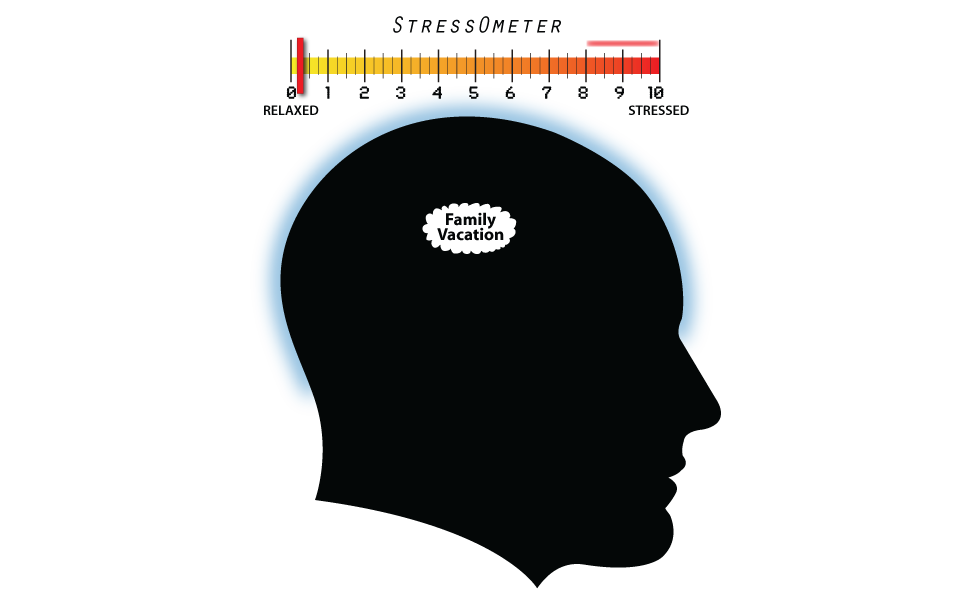 StressOmeter
0 1 2 3 4 5 6 7 8 9 10
RELAXED STRESSED
Family
Vacation